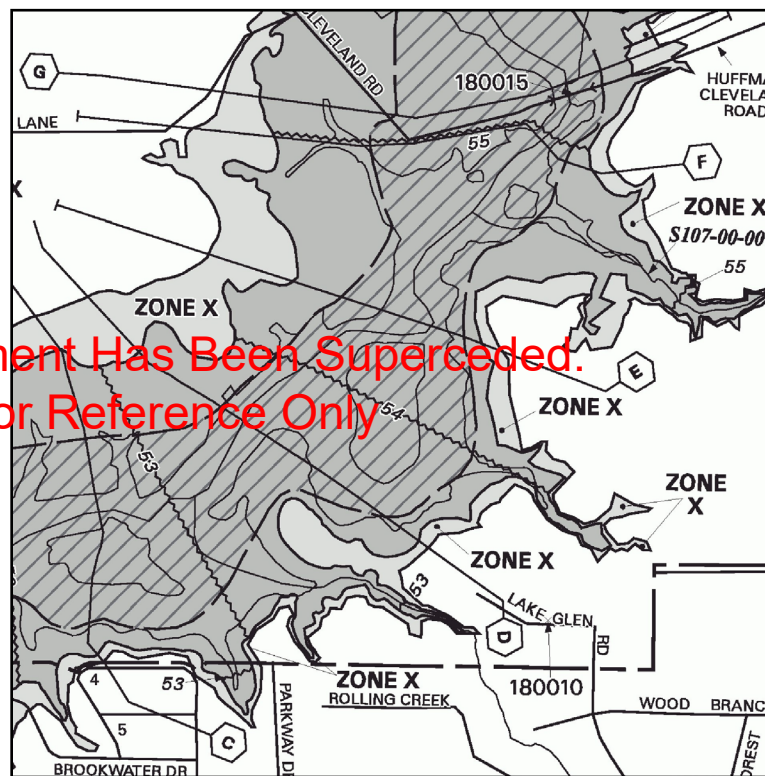 CLEVELAND RD
G
180015
HUFFMA
CLEVELA
ROAD
LANE
55
F
X
ZONE X
S107-00-00
55
ZONE X
ment Has Been Superceded.
or Reference Only
E
54
ZONE X
53
ZONE
X
ZONE X
53
LAKE GLEN
RD
D
ZONE X
4
53
180010
ROLLING CREEK
WOOD BRANC
5
C
PARKWAY D
OREST
BROOKWATER DR